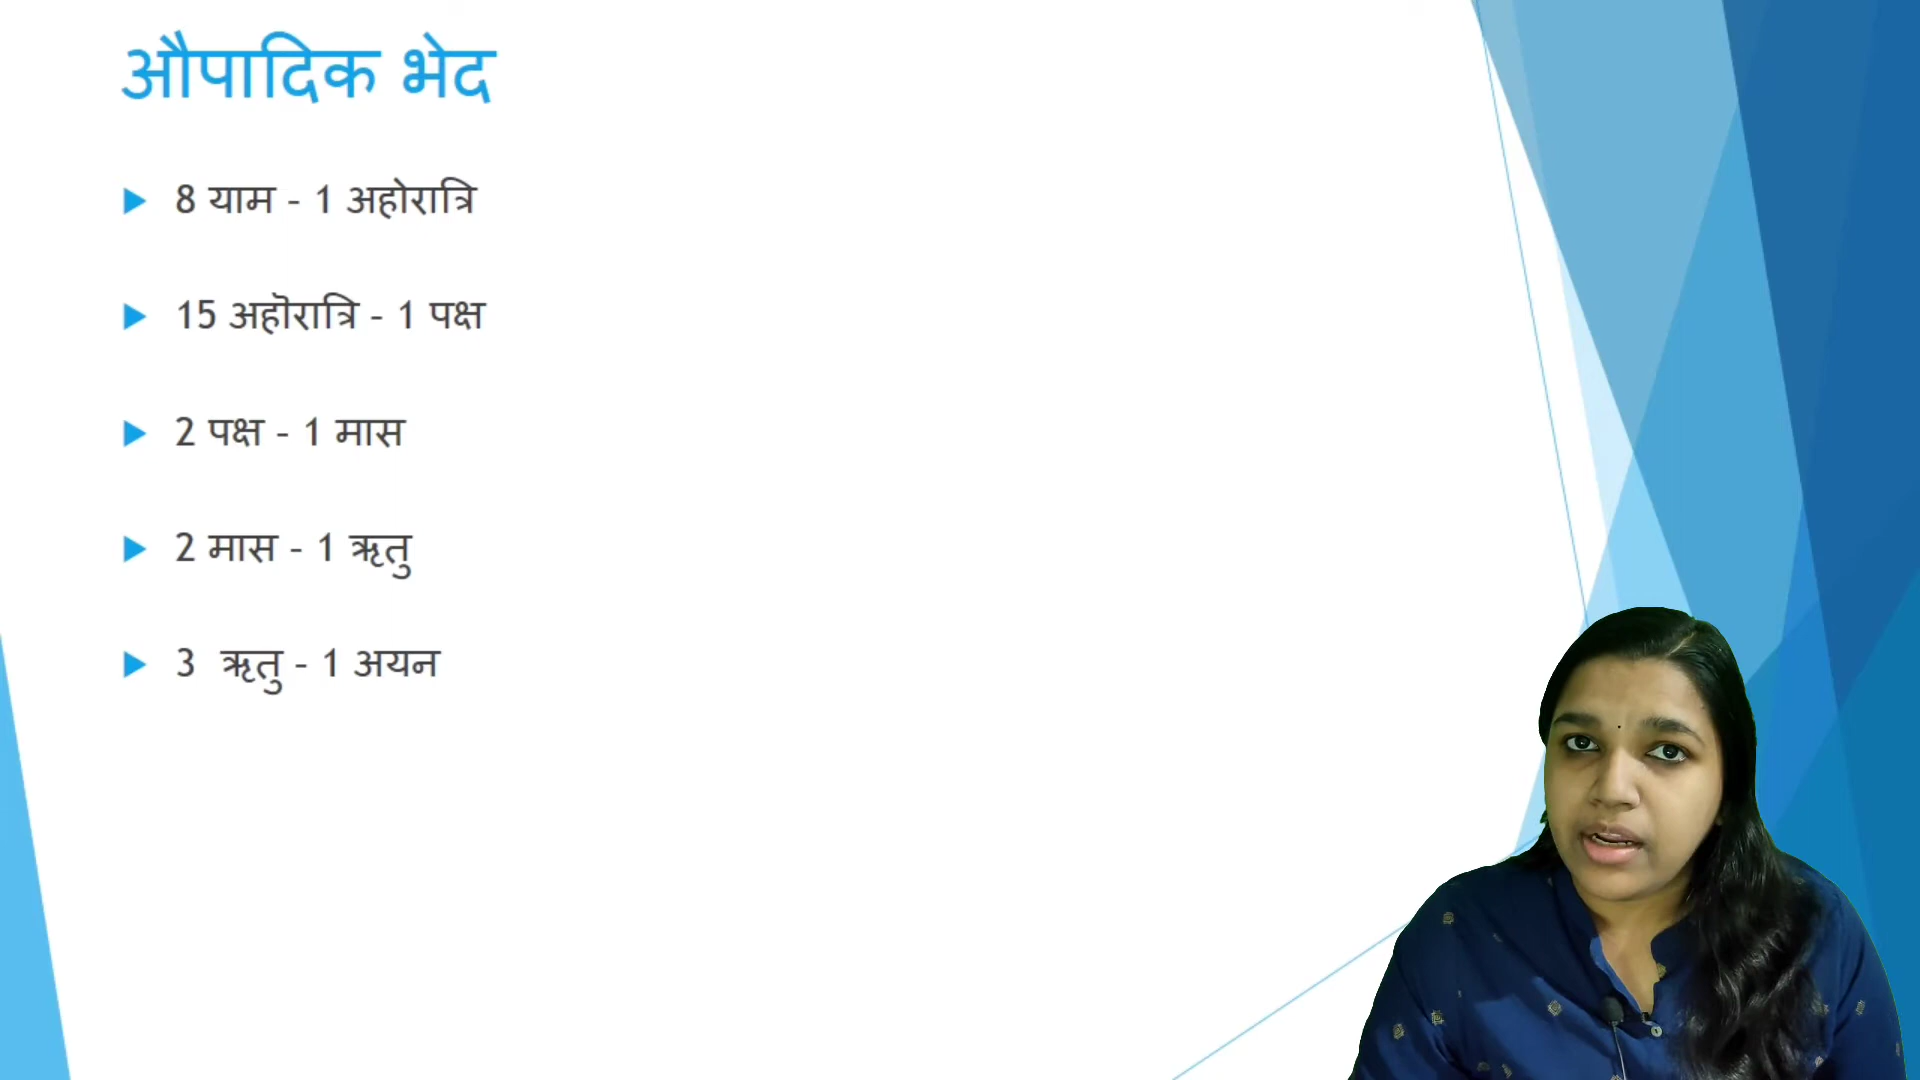 औपादिक भेद
8 याम - 1 अहोरात्रि
15 अहॊरात्रि - 1 पक्ष
2 पक्ष - 1 मास
2 मास - 1 ऋतु
3 ऋतु - 1 अयन